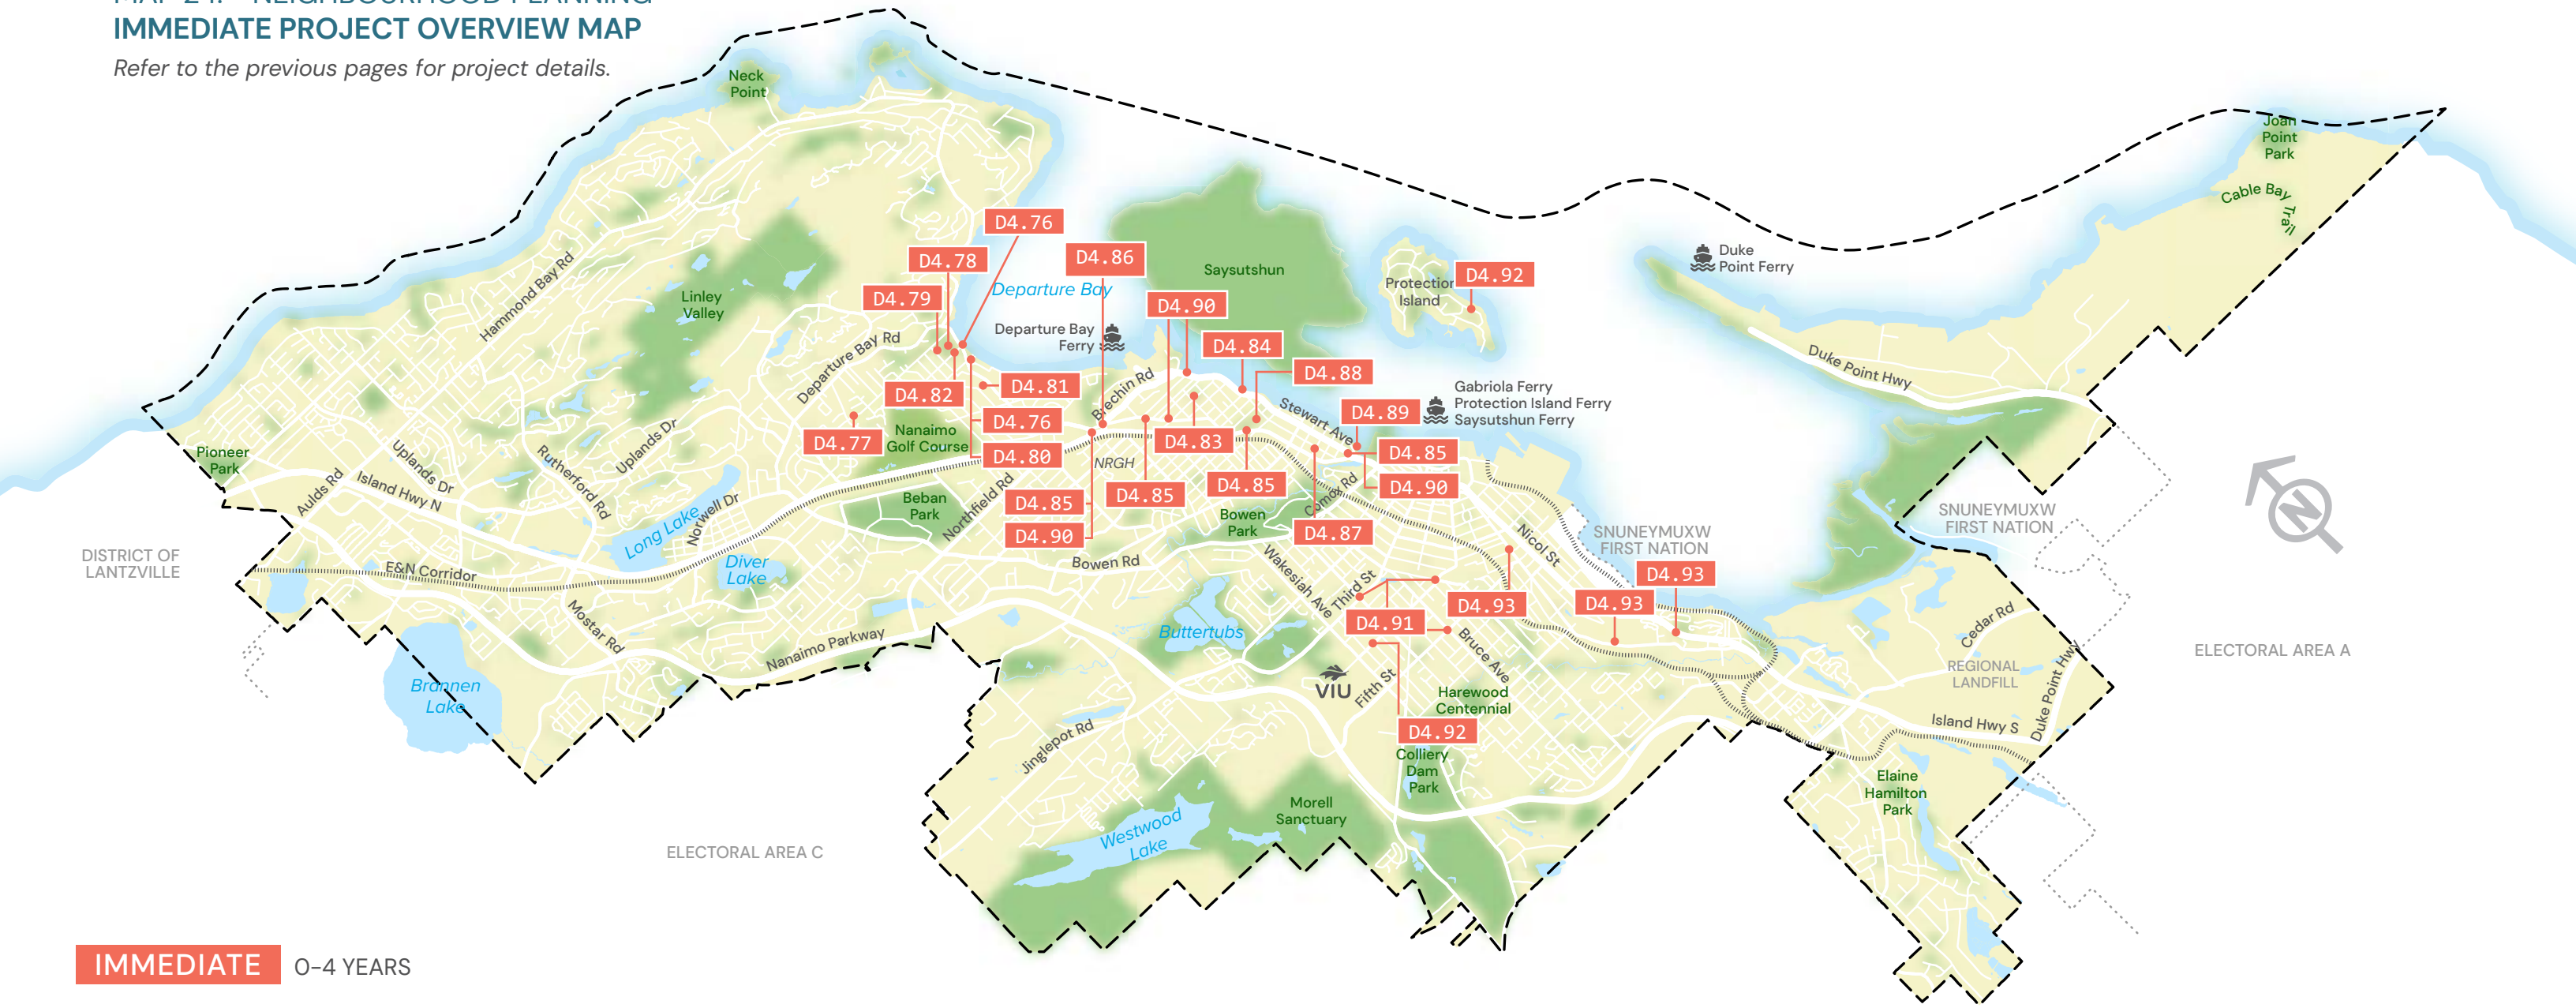 MAP 24: NEIGHBOURHOOD PLANNING
IMMEDIATE PROJECT OVERVIEW MAP
Refer to the previous pages for project details.
Neck
Point
Joan
Point
Park
Cable Bay Trail
D4.76
D4.78
D4.86
D4.79
Departure Bay
Saysutshun
Protection
Island
D4.92
Duke
Point Ferry
Hammond Bay Rd
Linley
Valley
D4.90
Departure Bay
Ferry
D4.84
Departure Bay Rd
D4.88
Duke Point Hwy
D4.82
D4.81
Brechin Rd
Gabriola Ferry
Protection Island Ferry
Saysutshun Ferry
Stewart Ave
D4.89
D4.76
D4.77
Nanaimo
Golf Course
D4.83
D4.80
NRGH
D4.85
Pioneer
Park
Aulds Rd
Uplands Dr
Island Hwy N
Rutherford Rd
Uplands Dr
Long Lake
Norwell Dr
Beban
Park
Northfield Rd
D4.85
D4.85
D4.85
D4.90
Comox Rd
Bowen
Park
D4.90
D4.87
Nicol St
SNUNEYMUXW
FIRST NATION
SNUNEYMUXW
FIRST NATION
DISTRICT OF
LANTZVILLE
E&N Corridor
Diver
Lake
Bowen Rd
Wakesiah Ave
Third St
D4.93
D4.93
D4.93
D4.91
Mostar Rd
Nanaimo Parkway
Buttertubs
Bruce Ave
Cedar Rd
ELECTORAL AREA A
REGIONAL
LANDFILL
Duke Point Hwy
Brannen
Lake
VIU
Fifth St
Harewood
Centennial
D4.92
Island Hwy S
Jinglepot Rd
Colliery
Dam
Park
Elaine
Hamilton
Park
Morell
Sanctuary
Westwood
Lake
ELECTORAL AREA C
N
IMMEDIATE 0-4 YEARS